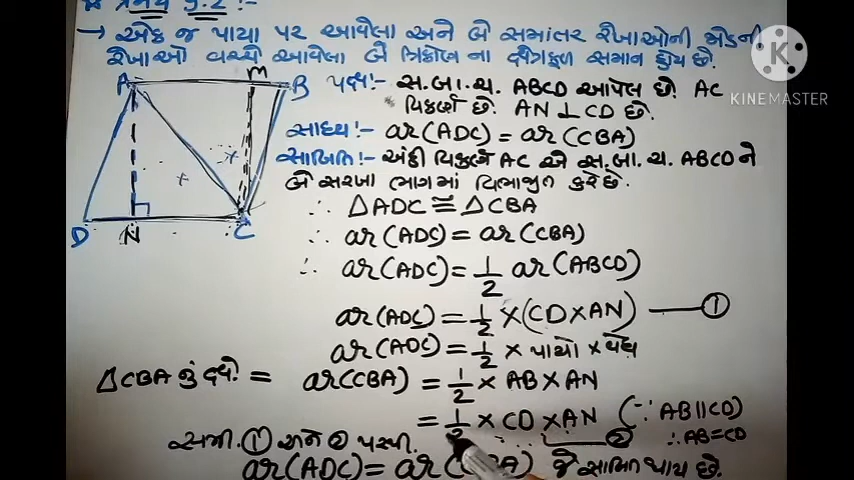 * પ્રમેય 9.2 :-
→ એક જ પાયા પર આવેલા અને બે સમાંતર રેખાઓની જોડની
રેખાઓ વચ્ચે આવેલા બે ત્રિકોણ ના ક્ષેત્રફળ સમાન હોય છે.
પક્ષ:- સ.બા.ચ. ABCD આપેલ છે. AC
વિકર્ણ છે. AN ⊥ CD છે.
સાધ્ય:- ar(ADC) = ar(CBA)
સાબિતિ:- અહીં વિકર્ણ AC એ સ.બા.ચ. ABCD ને
બે સરખા ભાગમાં વિભાજીત કરે છે.
∴ △ADC ≅ △CBA
∴ ar(ADC) = ar(CBA)
∴ ar(ADC) = 1/2 ar(ABCD)
ar(ADC) = 1/2 × (CD × AN) —— ①
ar(ADC) = 1/2 × પાયો × વેધ
△CBA નું ક્ષે. = ar(CBA) = 1/2 × AB × AN
= 1/2 × CD × AN (∵ AB || CD)
—— ② ∴ AB = CD
સમી. ① અને ② પરથી.
ar(ADC) = ar(CBA) જે સાબિત થાય છે.
A M B
D N C
KINEMASTER